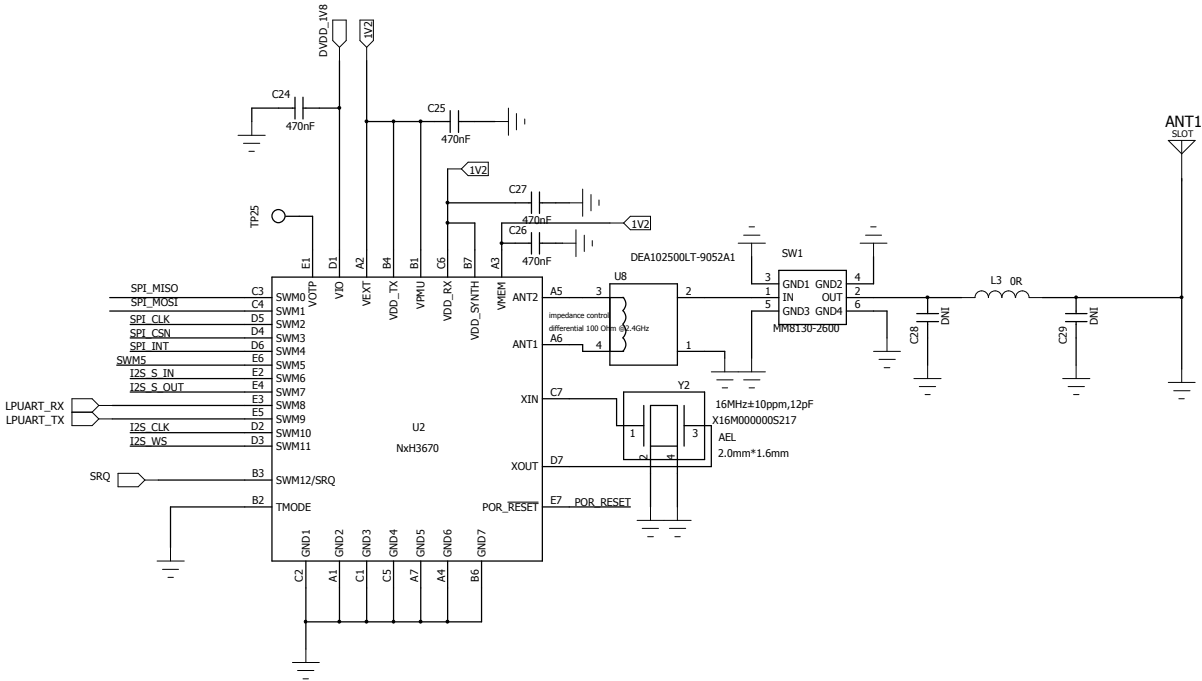 DVDD_1V8
1V2
C24
470nF
C25
470nF
1V2
C27
470nF
1V2
C26
470nF
TP25
ANT1
SLOT
E1
D1
A2
B4
B1
C6
B7
A3
VOTP
VIO
VEXT
VDD_TX
VPMU
VDD_RX
VDD_SYNTH
VMEM
SPI_MISO C3 SWM0
SPI_MOSI C4 SWM1
SPI_CLK D5 SWM2
SPI_CSN D4 SWM3
SPI_INT D6 SWM4
SWM5 E6 SWM5
I2S_S_IN E2 SWM6
I2S_S_OUT E4 SWM7
LPUART_RX E3 SWM8
LPUART_TX E5 SWM9
I2S_CLK D2 SWM10
I2S_WS D3 SWM11
SRQ B3 SWM12/SRQ
B2 TMODE
U2
NxH3670
ANT2 A5
ANT1 A6
XIN C7
XOUT D7
POR_RESET E7 POR_RESET
GND1
GND2
GND3
GND4
GND5
GND6
GND7
C2
A1
C1
C5
A7
A4
B6
DEA102500LT-9052A1
U8
3 2
4 1
impedance control
differential 100 Ohm @2.4GHz
SW1
3 GND1 GND2 4
1 IN OUT 2
5 GND3 GND4 6
MM8130-2600
L3 0R
C28
DNI
C29
DNI
Y2
1 3
2 4
16MHz±10ppm,12pF
X16M000000S217
AEL
2.0mm*1.6mm